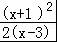 (x+1)²
2(x−3)